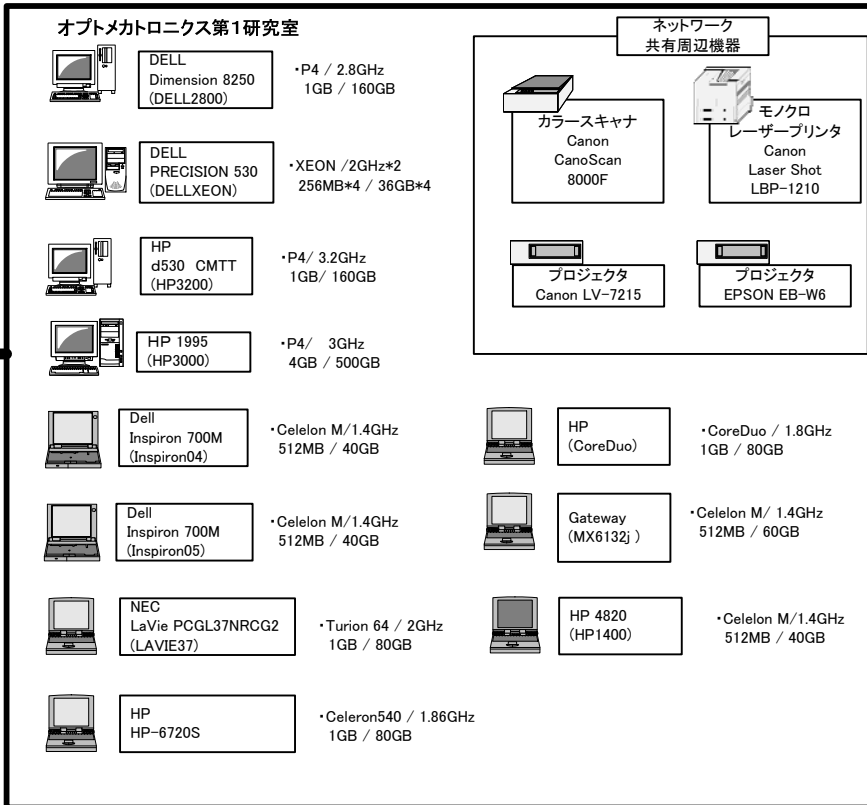 オプトメカトロニクス第1研究室
DELL
Dimension 8250
(DELL2800)
・P4 / 2.8GHz
1GB / 160GB
DELL
PRECISION 530
(DELLXEON)
・XEON /2GHz*2
256MB*4 / 36GB*4
HP
d530 CMTT
(HP3200)
・P4/ 3.2GHz
1GB/ 160GB
HP 1995
(HP3000)
・P4/ 3GHz
4GB / 500GB
Dell
Inspiron 700M
(Inspiron04)
・Celelon M/1.4GHz
512MB / 40GB
Dell
Inspiron 700M
(Inspiron05)
・Celelon M/1.4GHz
512MB / 40GB
NEC
LaVie PCGL37NRCG2
(LAVIE37)
・Turion 64 / 2GHz
1GB / 80GB
HP
HP-6720S
・Celeron540 / 1.86GHz
1GB / 80GB
ネットワーク
共有周辺機器
カラースキャナ
Canon
CanoScan
8000F
モノクロ
レーザープリンタ
Canon
Laser Shot
LBP-1210
プロジェクタ
Canon LV-7215
プロジェクタ
EPSON EB-W6
HP
(CoreDuo)
・CoreDuo / 1.8GHz
1GB / 80GB
Gateway
(MX6132j )
・Celelon M/ 1.4GHz
512MB / 60GB
HP 4820
(HP1400)
・Celelon M/1.4GHz
512MB / 40GB